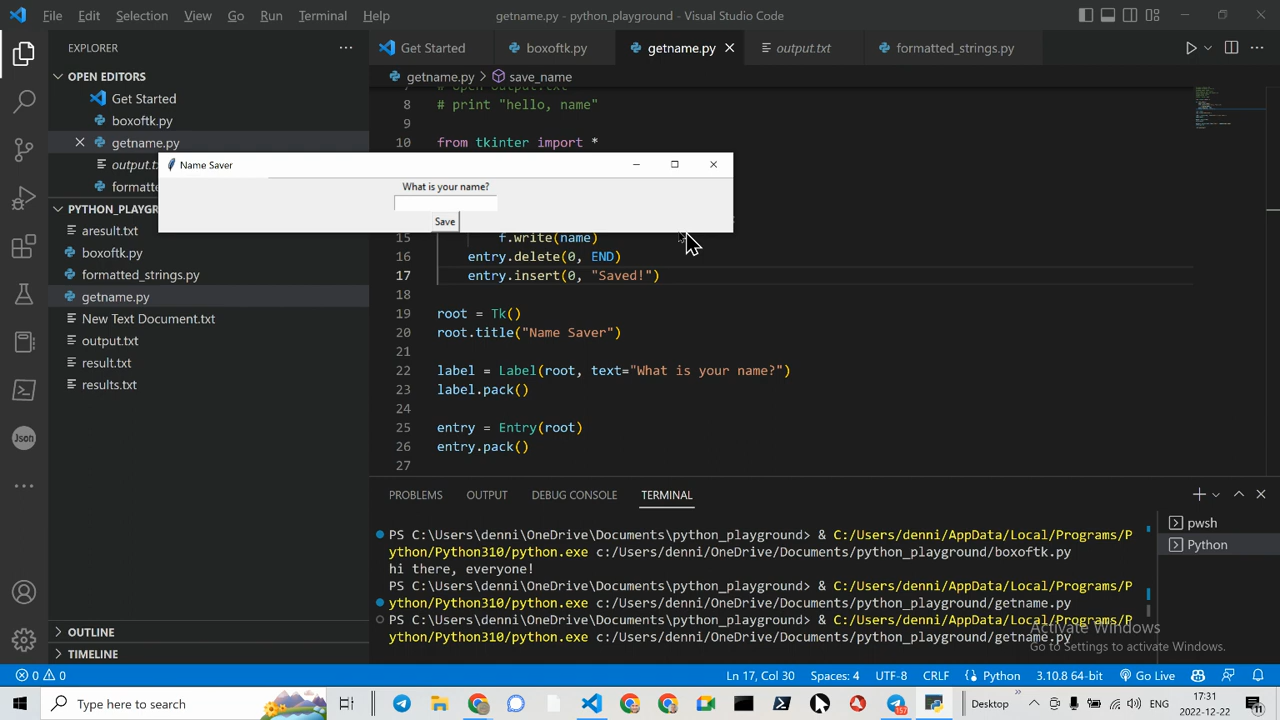 File Edit Selection View Go Run Terminal Help getname.py - python_playground - Visual Studio Code
EXPLORER
Get Started boxoftk.py getname.py output.txt formatted_strings.py
getname.py save_name
OPEN EDITORS
Get Started
boxoftk.py
getname.py
PYTHON_PLAYGR
aresult.txt
boxoftk.py
formatted_strings.py
getname.py
New Text Document.txt
output.txt
result.txt
results.txt
OUTLINE
TIMELINE
# open output.txt
8 # print "hello, name"
9
10 from tkinter import *
Name Saver
What is your name?
Save
15 f.write(name)
16 entry.delete(0, END)
17 entry.insert(0, "Saved!")
18
19 root = Tk()
20 root.title("Name Saver")
21
22 label = Label(root, text="What is your name?")
23 label.pack()
24
25 entry = Entry(root)
26 entry.pack()
27
PROBLEMS OUTPUT DEBUG CONSOLE TERMINAL
PS C:\Users\denni\OneDrive\Documents\python_playground> & C:/Users/denni/AppData/Local/Programs/P
ython/Python310/python.exe c:/Users/denni/OneDrive/Documents/python_playground/boxoftk.py
hi there, everyone!
PS C:\Users\denni\OneDrive\Documents\python_playground> & C:/Users/denni/AppData/Local/Programs/P
ython/Python310/python.exe c:/Users/denni/OneDrive/Documents/python_playground/getname.py
PS C:\Users\denni\OneDrive\Documents\python_playground> & C:/Users/denni/AppData/Local/Programs/P
ython/Python310/python.exe c:/Users/denni/OneDrive/Documents/python_playground/getname.py
pwsh
Python
Activate Windows
Go to Settings to activate Windows.
Json
0 0 Ln 17, Col 30 Spaces: 4 UTF-8 CRLF Python 3.10.8 64-bit Go Live
Type here to search
157
Desktop
ENG
17:31
2022-12-22
11